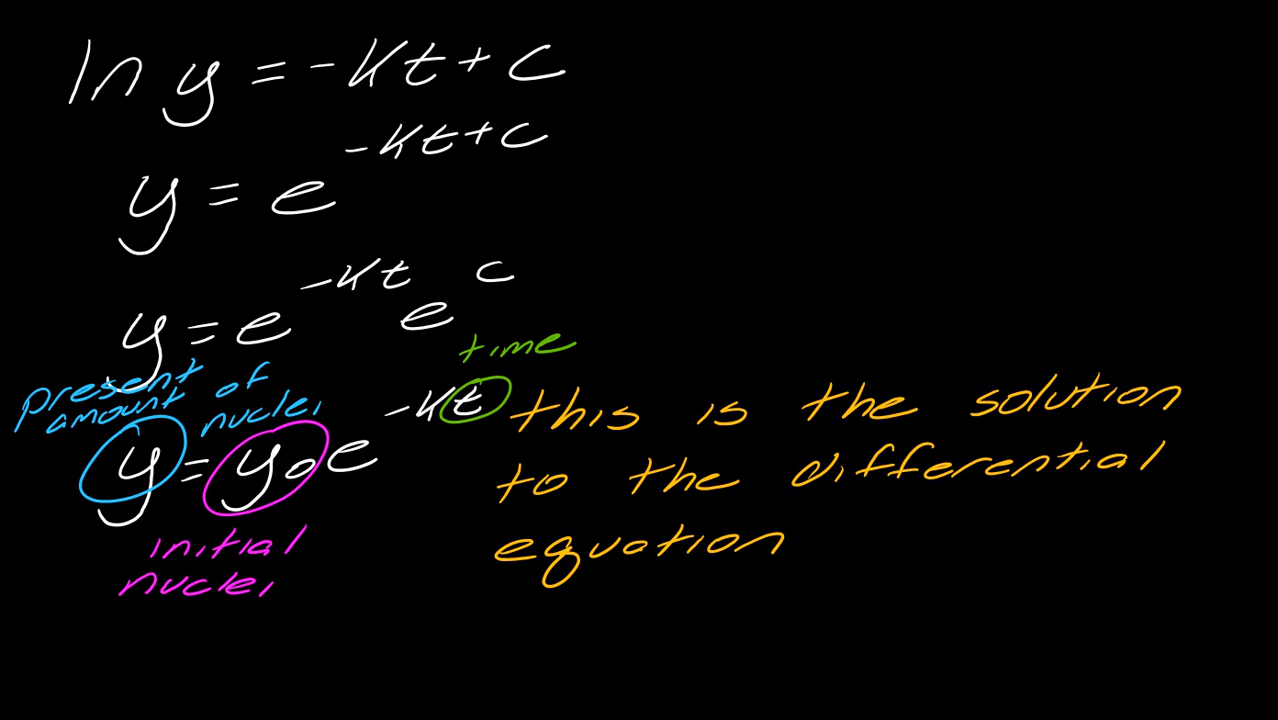 ln y = -kt + c
y = e^{-kt+c}
y = e^{-kt} e^{c}
time
present of
amount nuclei
y = y₀e^{-kt}
this is the solution
to the differential
equation
initial
nuclei